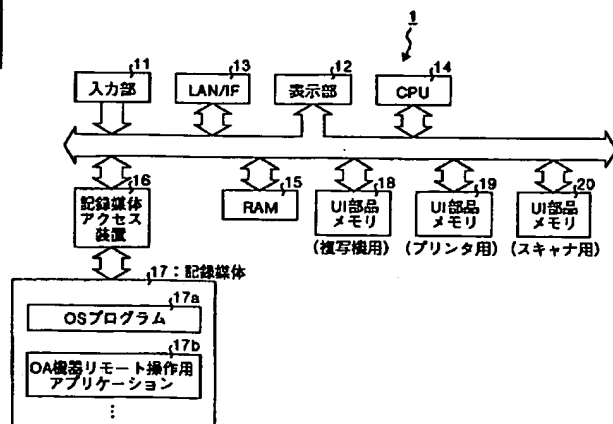 1
11
入力部
13
LAN/IF
12
表示部
14
CPU
16
記録媒体
アクセス
装置
15
RAM
18
UI部品
メモリ
(複写機用)
19
UI部品
メモリ
(プリンタ用)
20
UI部品
メモリ
(スキャナ用)
17:記録媒体
17a
OSプログラム
17b
OA機器リモート操作用
アプリケーション
⋮